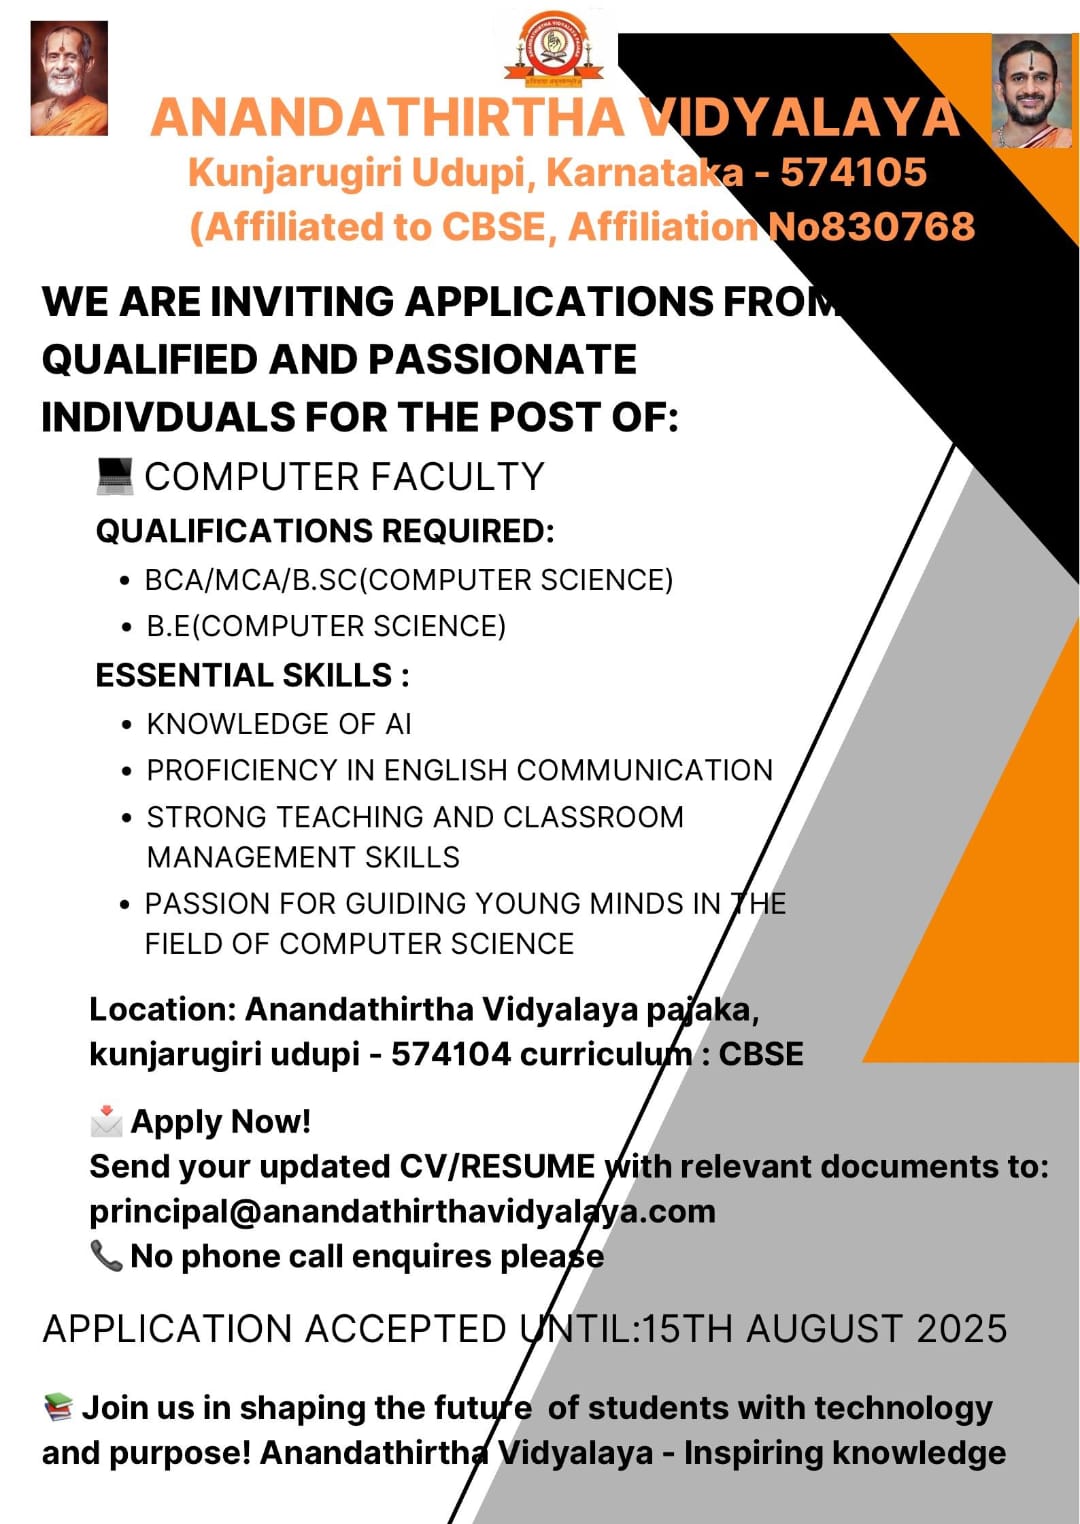 ANANDATHIRTHA VIDYALAYA
Kunjarugiri Udupi, Karnataka - 574105
(Affiliated to CBSE, Affiliation No830768
WE ARE INVITING APPLICATIONS FROM
QUALIFIED AND PASSIONATE
INDIVDUALS FOR THE POST OF:
COMPUTER FACULTY
QUALIFICATIONS REQUIRED:
• BCA/MCA/B.SC(COMPUTER SCIENCE)
• B.E(COMPUTER SCIENCE)
ESSENTIAL SKILLS :
• KNOWLEDGE OF AI
• PROFICIENCY IN ENGLISH COMMUNICATION
• STRONG TEACHING AND CLASSROOM
MANAGEMENT SKILLS
• PASSION FOR GUIDING YOUNG MINDS IN THE
FIELD OF COMPUTER SCIENCE
Location: Anandathirtha Vidyalaya pajaka,
kunjarugiri udupi - 574104 curriculum : CBSE
Apply Now!
Send your updated CV/RESUME with relevant documents to:
principal@anandathirthavidyalaya.com
No phone call enquires please
APPLICATION ACCEPTED UNTIL:15TH AUGUST 2025
Join us in shaping the future of students with technology
and purpose! Anandathirtha Vidyalaya - Inspiring knowledge